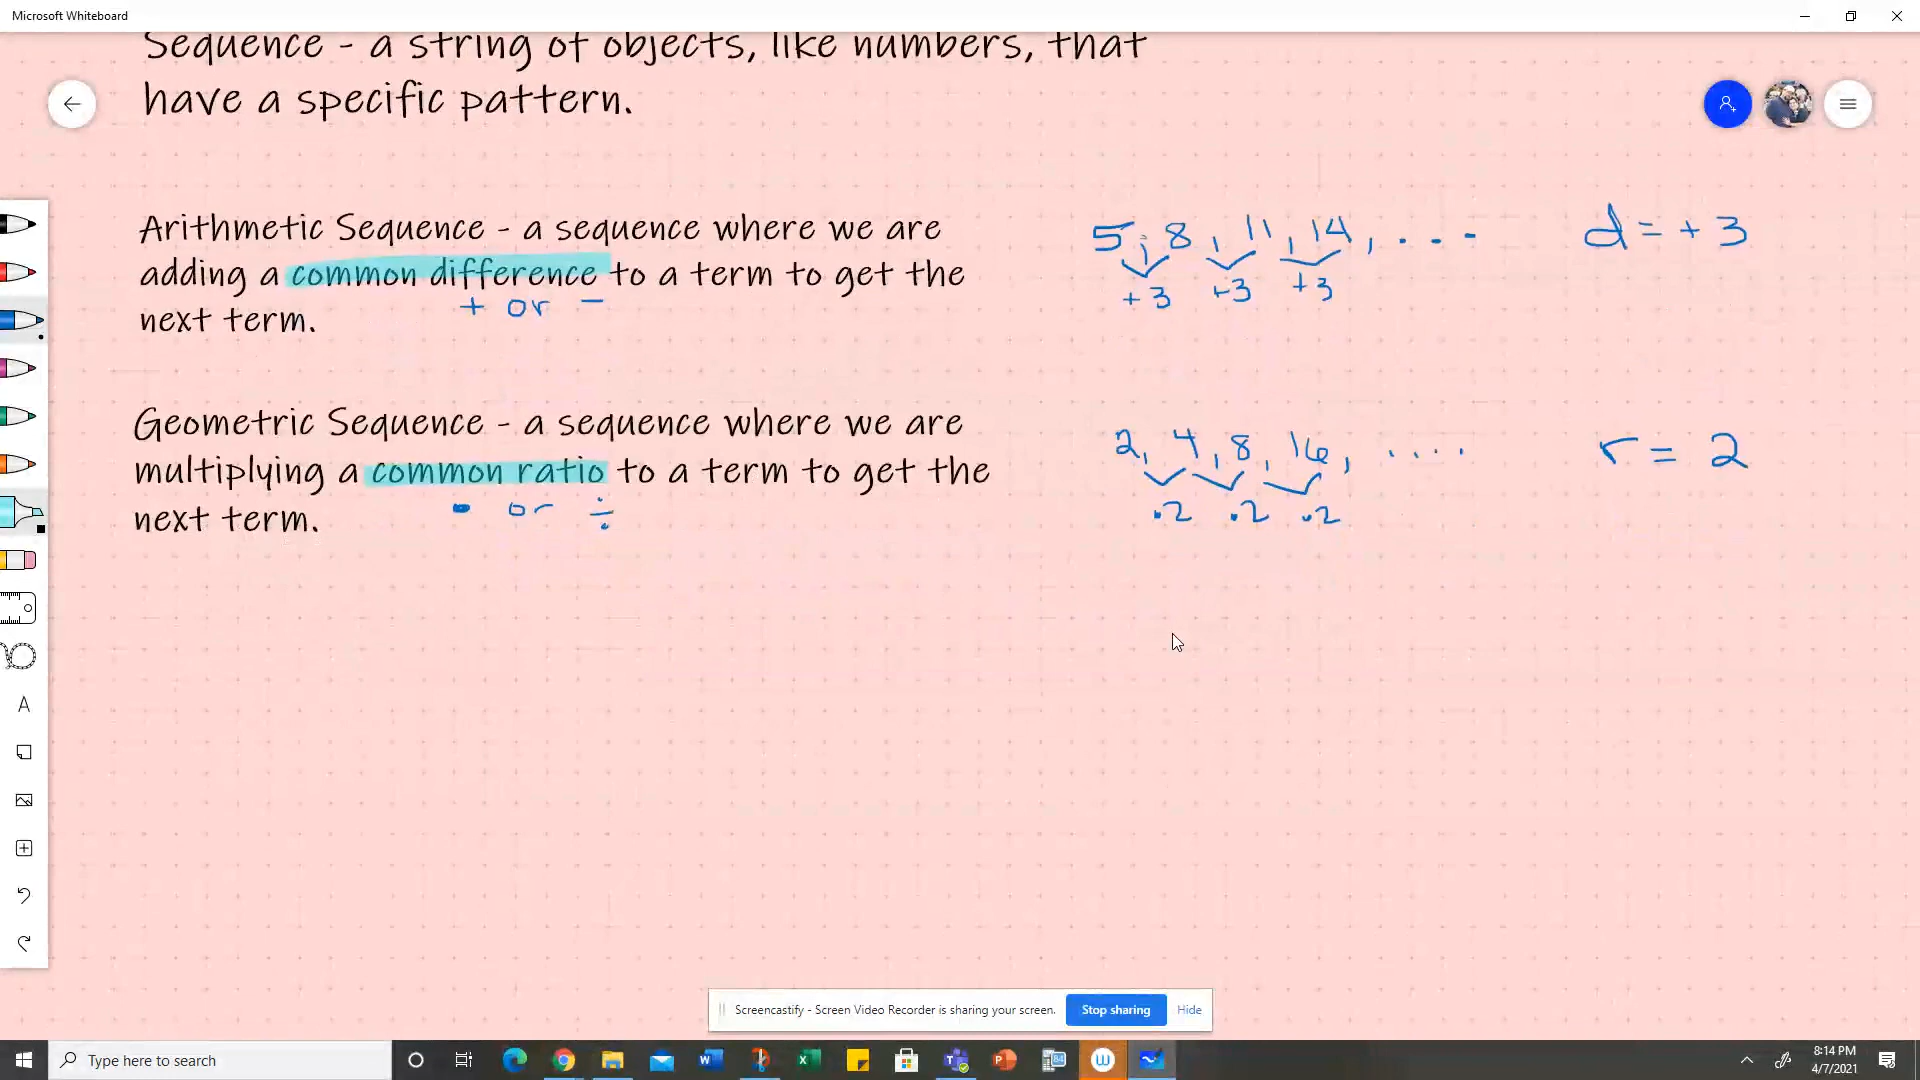 Microsoft Whiteboard
Sequence - a string of objects, like numbers, that
have a specific pattern.
Arithmetic Sequence - a sequence where we are
adding a common difference to a term to get the
+ or -
next term.
5, 8, 11, 14, . . .
+3 +3 +3
d = +3
Geometric Sequence - a sequence where we are
multiplying a common ratio to a term to get the
• or ÷
next term.
2, 4, 8, 16, . . . .
·2 ·2 ·2
r = 2
A
Screencastify - Screen Video Recorder is sharing your screen. Stop sharing Hide
Type here to search
8:14 PM
4/7/2021